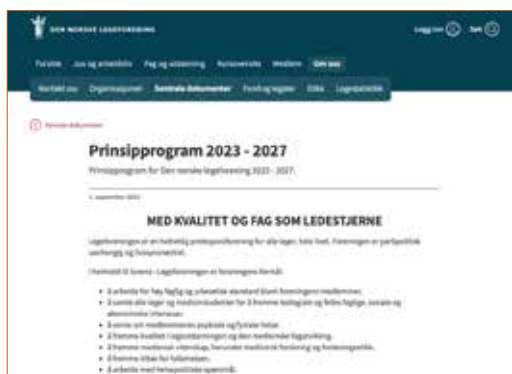 DEN NORSKE LEGEFORENING
Logg inn Søk
Forside Jus og arbeidsliv Fag og utdanning Kurssoversikt Medlem Om oss
Kontakt oss Organisasjonen Sentrale dokumenter Fond og legater Etikk Legestatistikk
Sentrale dokumenter
Prinsipprogram 2023 - 2027
Prinsipprogram for Den norske legeforening 2023 - 2027.
1. september 2023
MED KVALITET OG FAG SOM LEDESTJERNE
Legeforeningen er en helhetlig profesjonsforening for alle leger, hele livet. Foreningen er partipolitisk
uavhengig og livssynsnøytral.
I henhold til lovene i Legeforeningen er foreningens formål:
• å arbeide for høy faglig og yrkesetisk standard blant foreningens medlemmer.
• å samle alle leger og medisinstudenter for å fremme kollegiale og felles faglige, sosiale og
økonomiske interesser.
• å verne om medlemmenes psykiske og fysiske helse.
• å fremme kvalitet i legeutdanningen og den medisinske fagutvikling.
• å fremme medisinsk vitenskap, herunder medisinsk forskning og forskningsetikk.
• å fremme tiltak for folkehelsen.
• å arbeide med helsepolitiske spørsmål.